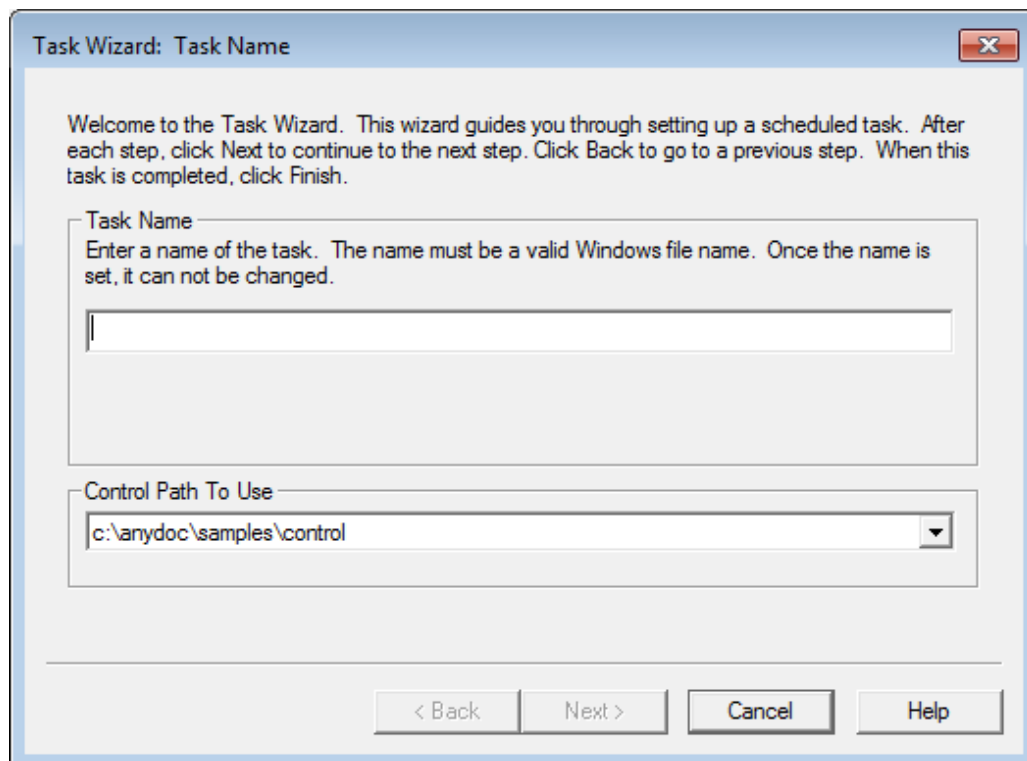 Task Wizard:  Task Name
Welcome to the Task Wizard.  This wizard guides you through setting up a scheduled task.  After
each step, click Next to continue to the next step. Click Back to go to a previous step.  When this
task is completed, click Finish.
Task Name
Enter a name of the task.  The name must be a valid Windows file name.  Once the name is
set, it can not be changed.
Control Path To Use
c:\anydoc\samples\control
< Back
Next >
Cancel
Help